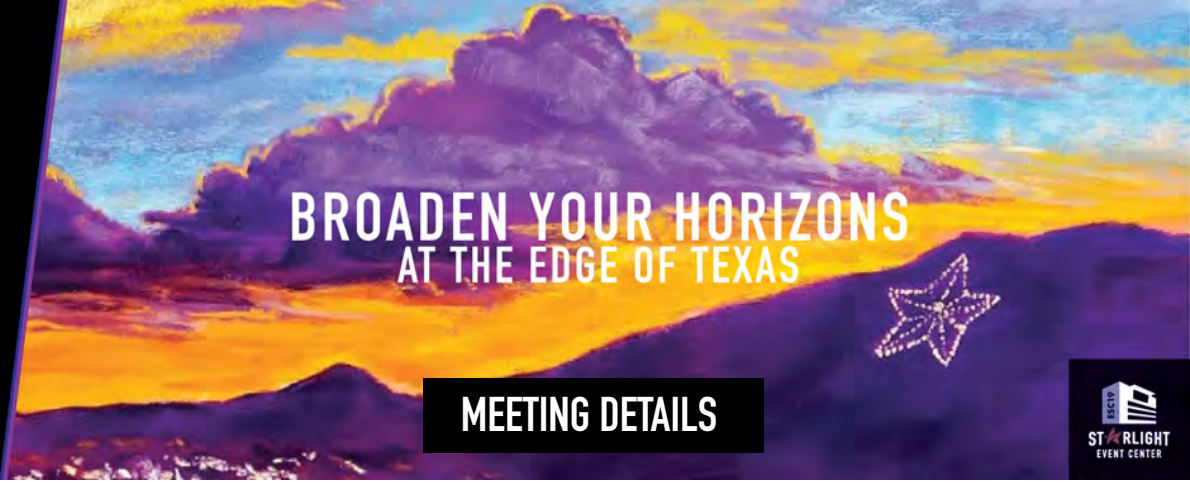 BROADEN YOUR HORIZONS
AT THE EDGE OF TEXAS
MEETING DETAILS
ESC19
STARLIGHT
EVENT CENTER